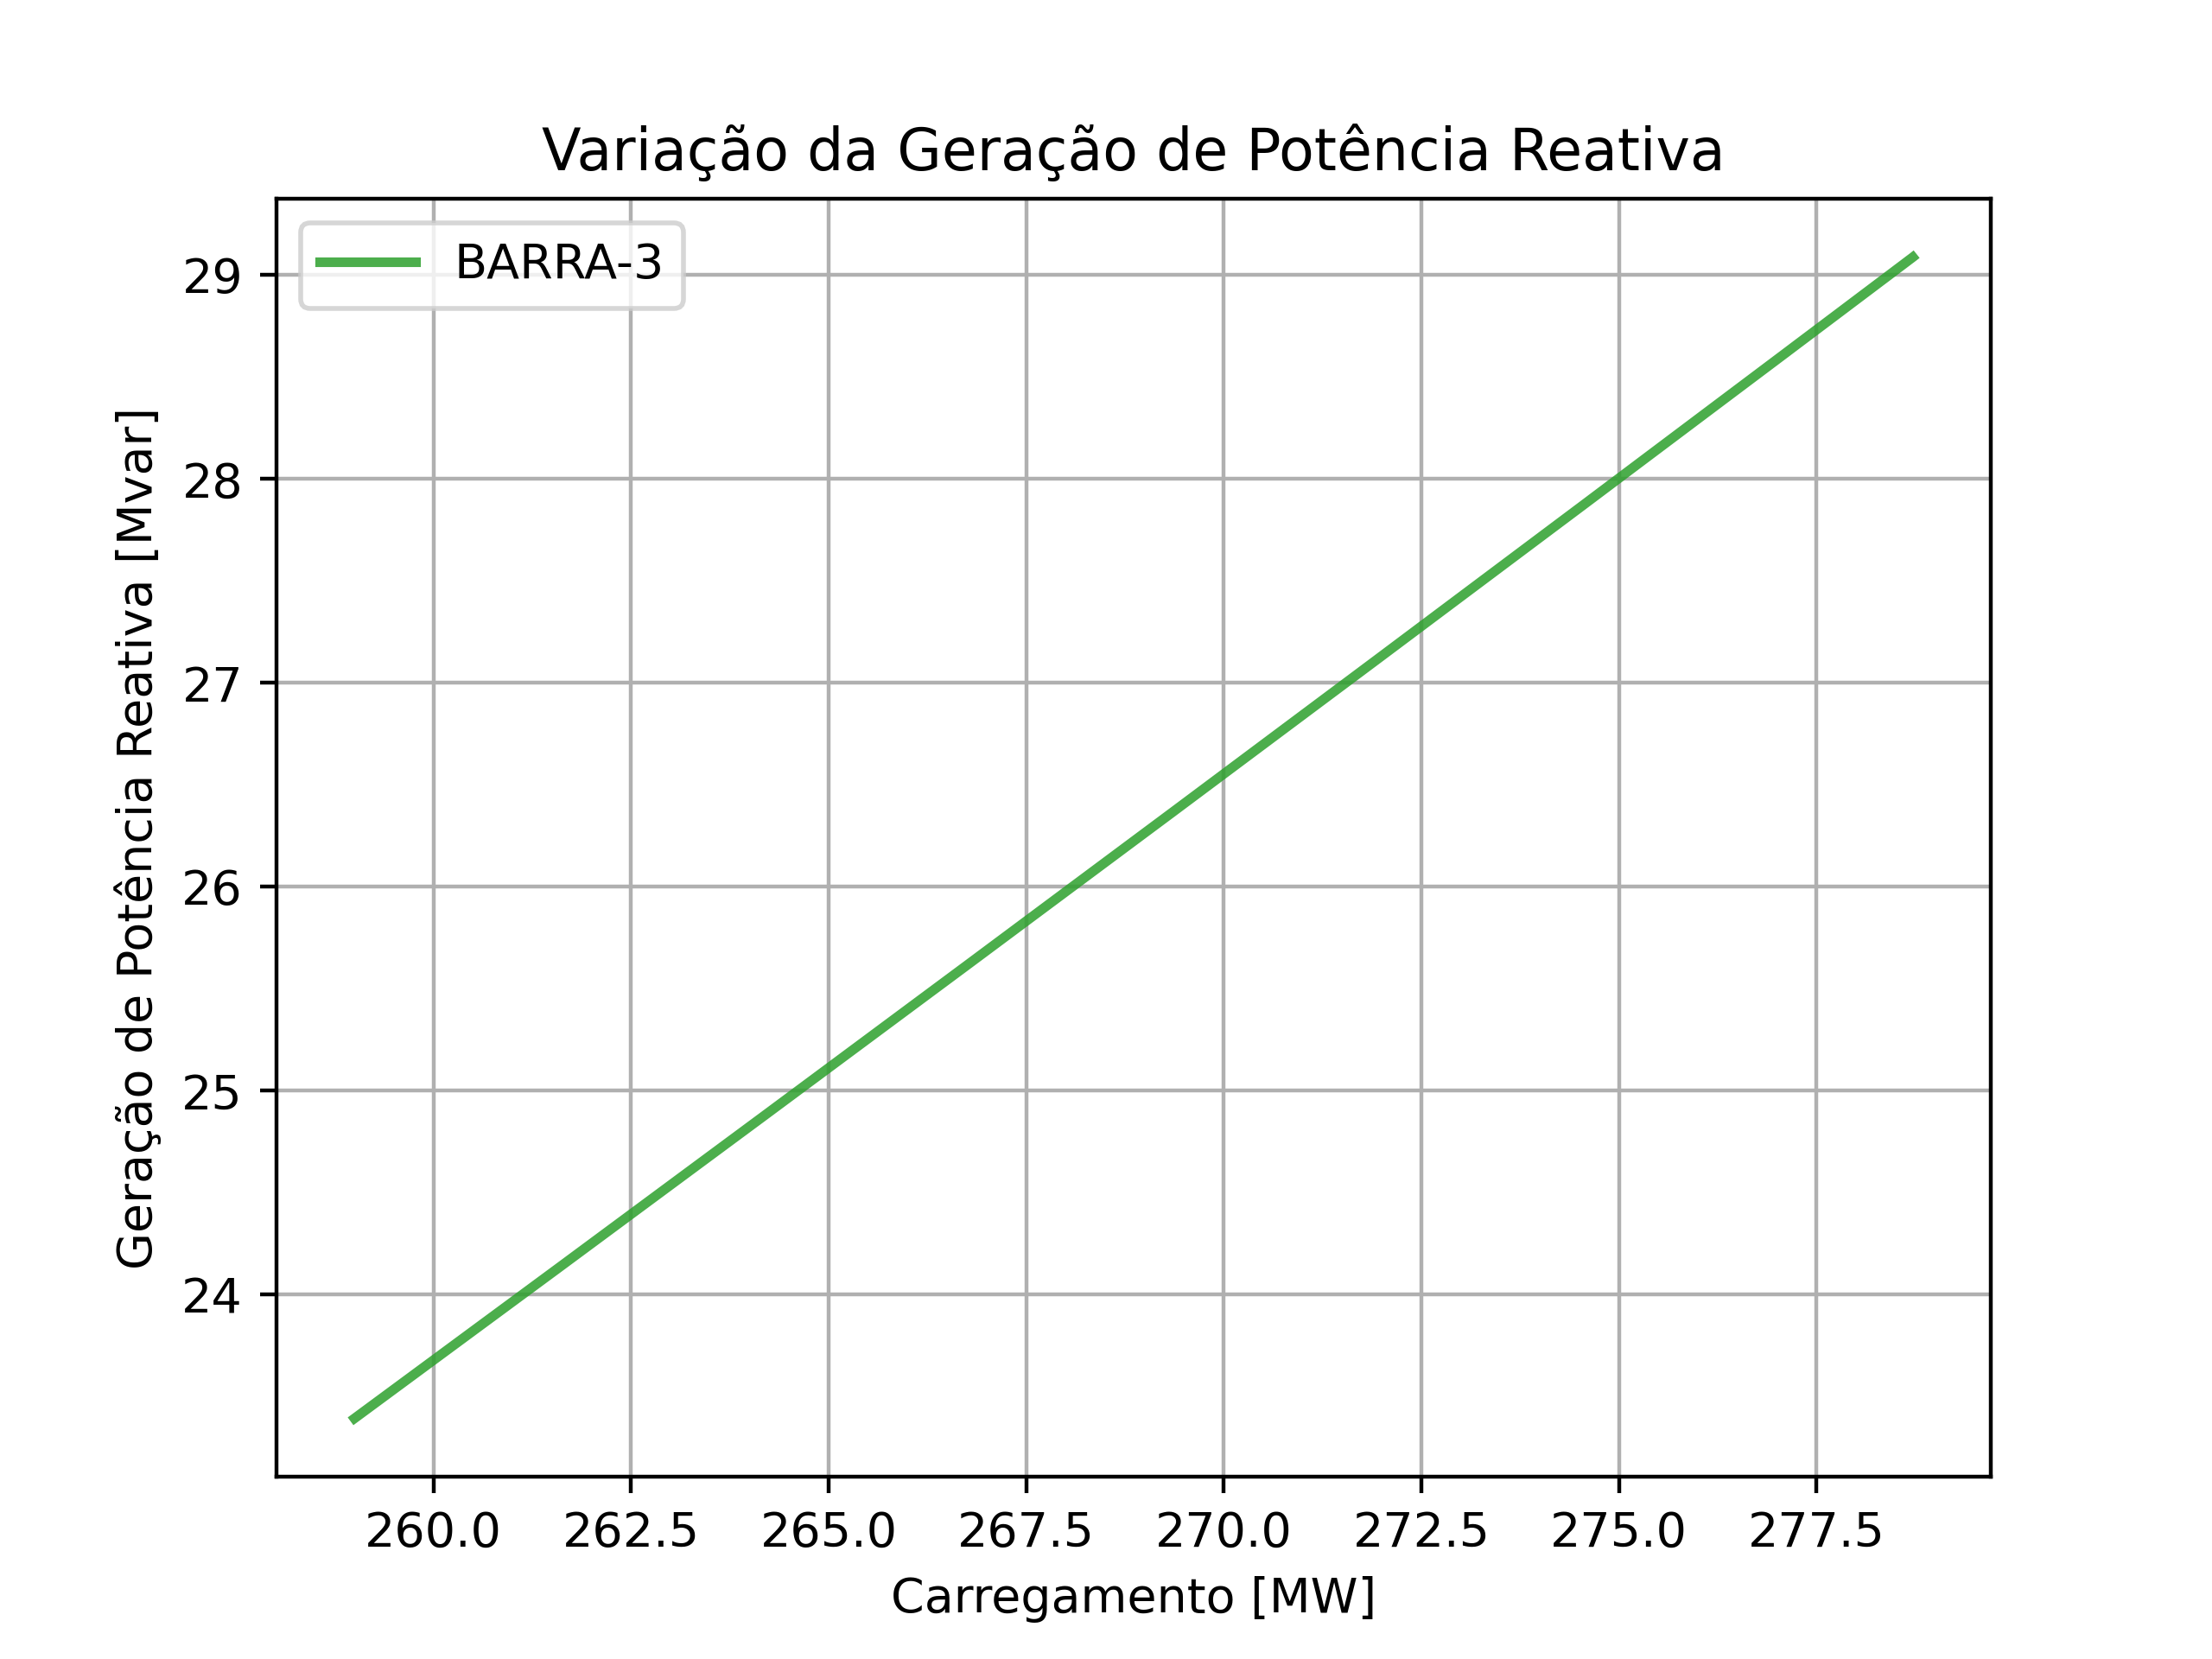 Variação da Geração de Potência Reativa
BARRA-3
Geração de Potência Reativa [Mvar]
29
28
27
26
25
24
260.0 262.5 265.0 267.5 270.0 272.5 275.0 277.5
Carregamento [MW]